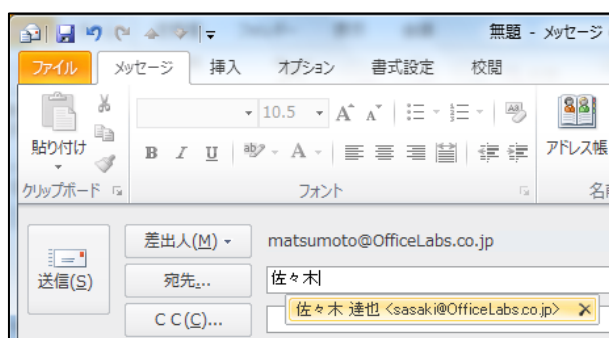 無題 - メッセージ
ファイル メッセージ 挿入 オプション 書式設定 校閲
10.5 A A
貼り付け B I U ab A アドレス帳
クリップボード フォント 名前
差出人(M) matsumoto@OfficeLabs.co.jp
送信(S) 宛先... 佐々木
佐々木 達也 <sasaki@OfficeLabs.co.jp>
C C(C)...